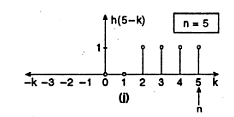 h(5–k)
n = 5
1
–k –3 –2 –1 0 1 2 3 4 5 k
n
(j)